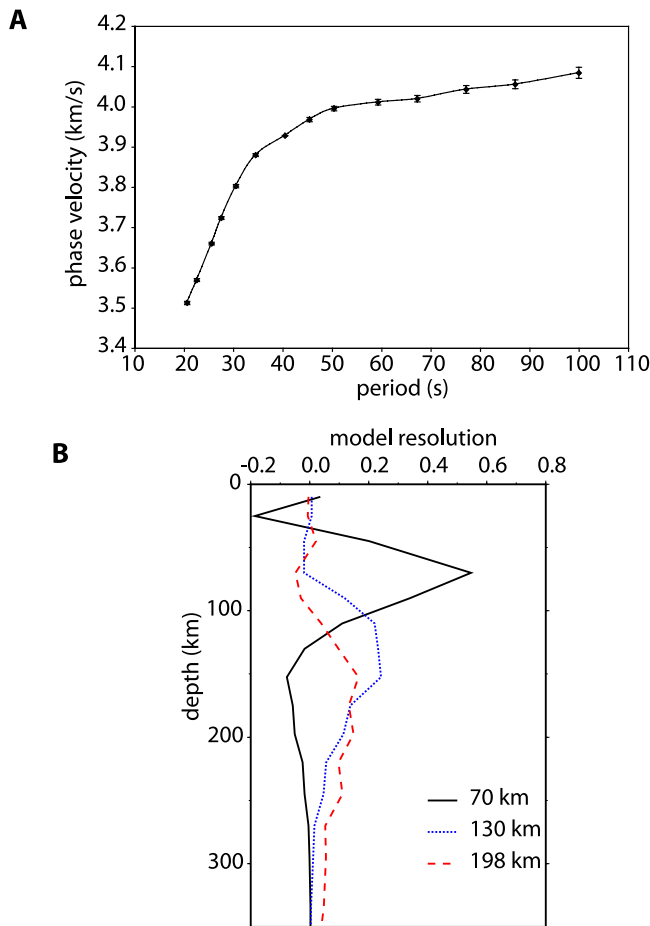 A
4.2
4.1
4.0
3.9
3.8
3.7
3.6
3.5
3.4
phase velocity (km/s)
10 20 30 40 50 60 70 80 90 100 110
period (s)
B
model resolution
-0.2 0.0 0.2 0.4 0.6 0.8
0
100
200
300
depth (km)
70 km
130 km
198 km